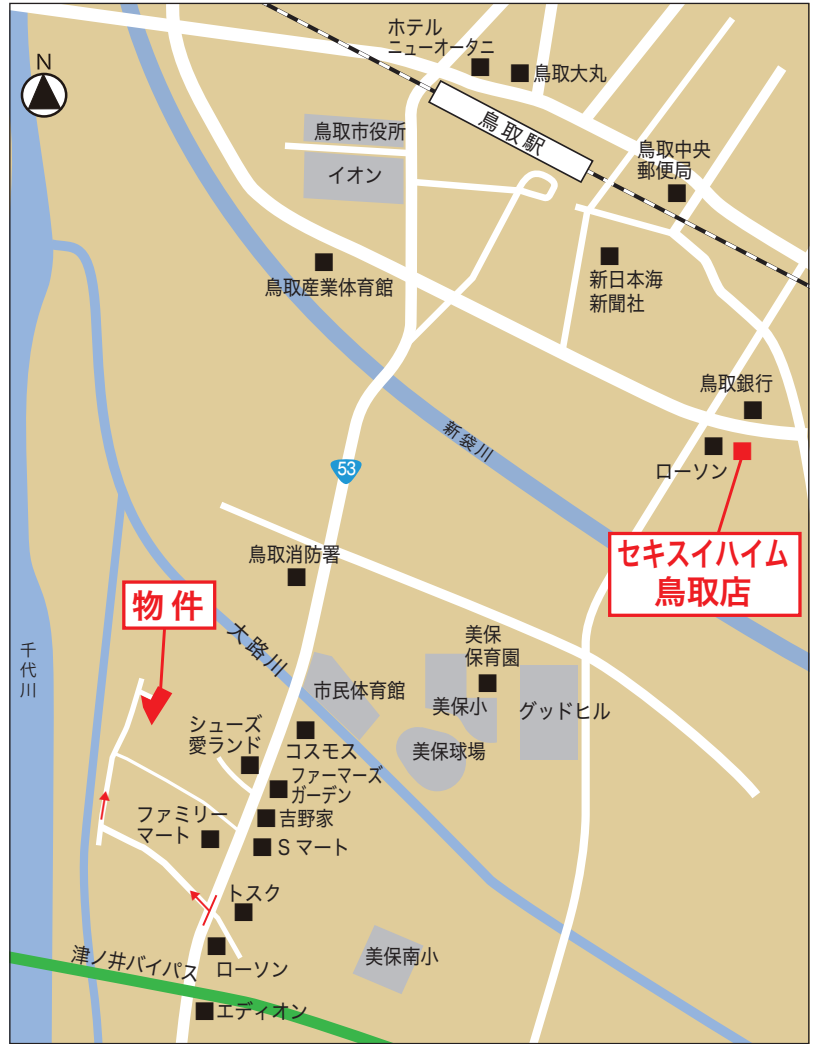 ホテル
ニューオータニ
鳥取大丸
N
鳥取市役所
鳥取駅
鳥取中央
郵便局
イオン
鳥取産業体育館
新日本海
新聞社
鳥取銀行
新袋川
53
ローソン
セキスイハイム
鳥取店
鳥取消防署
物件
大路川
千代川
美保
保育園
市民体育館
美保小
グッドヒル
シューズ
愛ランド
コスモス
美保球場
ファーマーズ
ガーデン
ファミリー
マート
吉野家
Sマート
トスク
津ノ井バイパス
ローソン
美保南小
エディオン